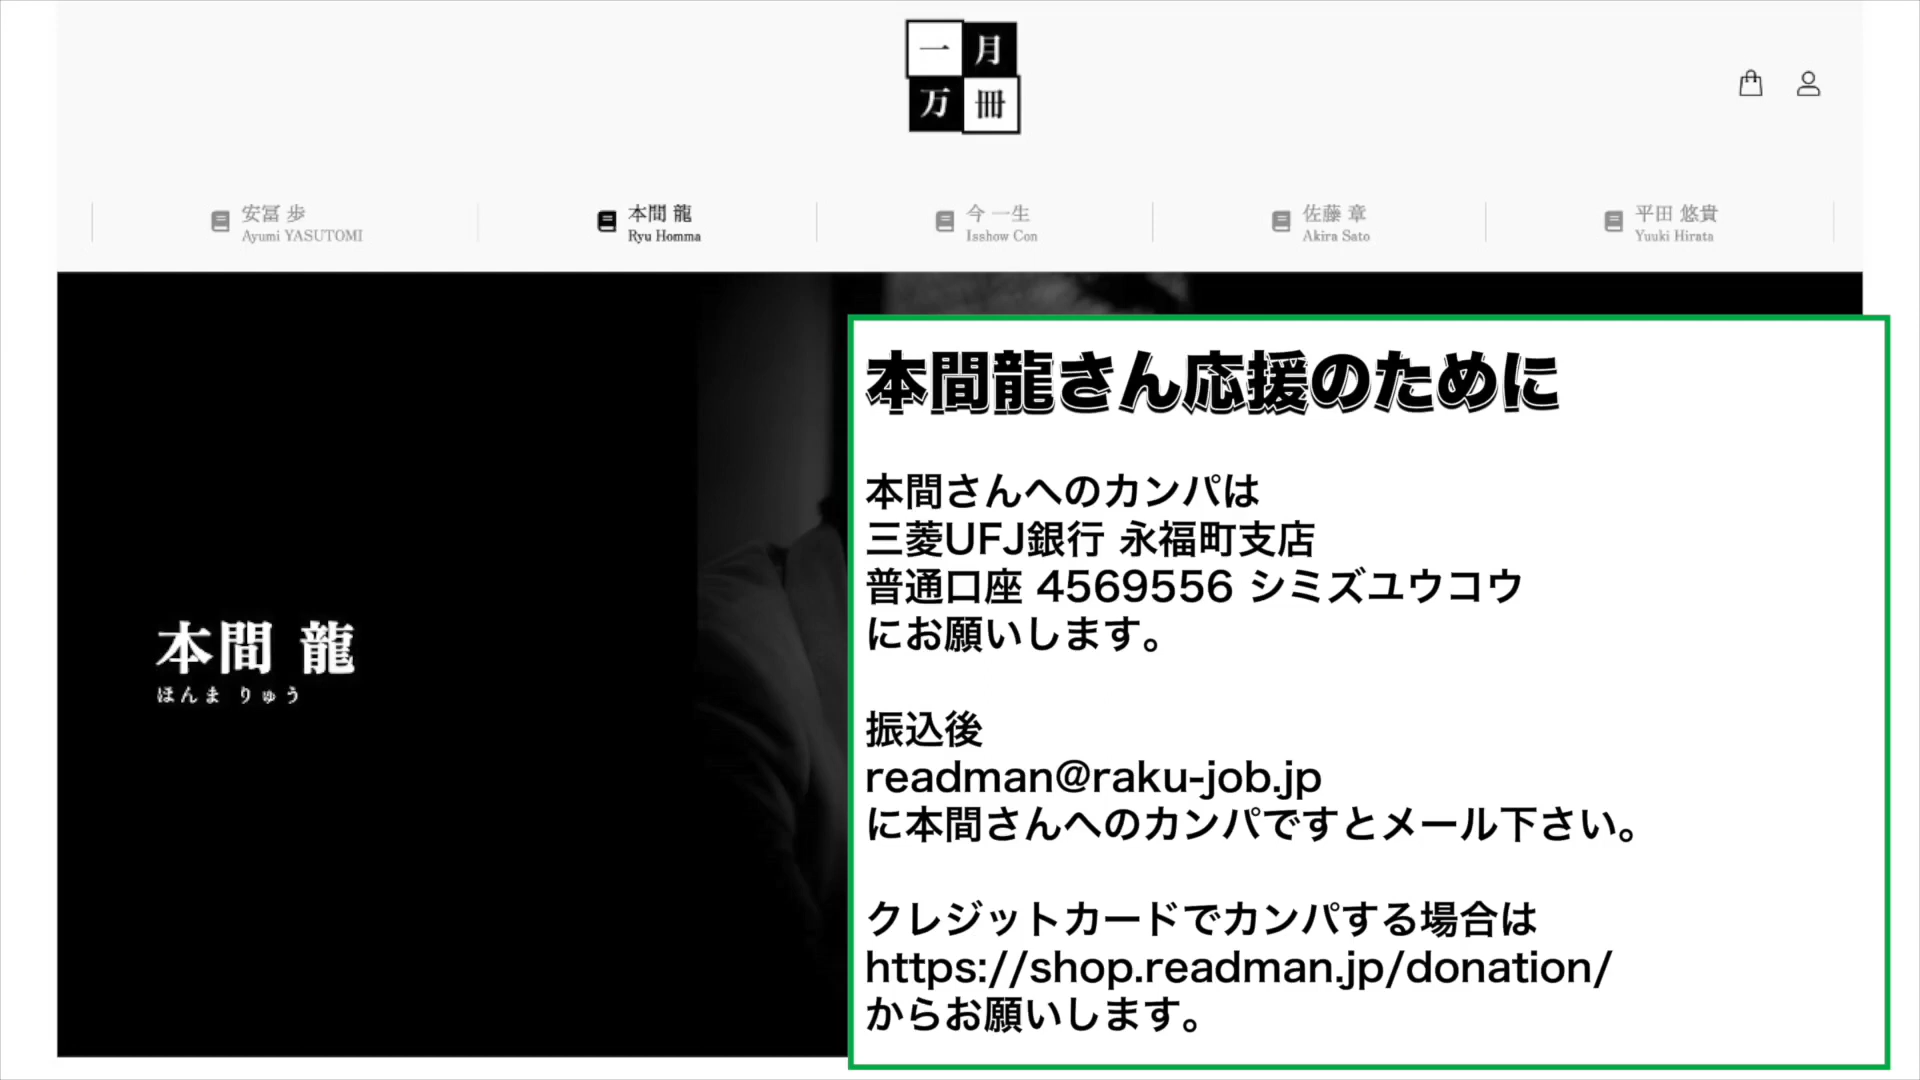 一月
万冊
安冨 歩
Ayumi YASUTOMI
本間 龍
Ryu Homma
今 一生
Isshow Con
佐藤 章
Akira Sato
平田 悠貴
Yuuki Hirata
本間 龍
ほんま りゅう
本間龍さん応援のために
本間さんへのカンパは
三菱UFJ銀行 永福町支店
普通口座 4569556 シミズユウコウ
にお願いします。
振込後
readman@raku-job.jp
に本間さんへのカンパですとメール下さい。
クレジットカードでカンパする場合は
https://shop.readman.jp/donation/
からお願いします。